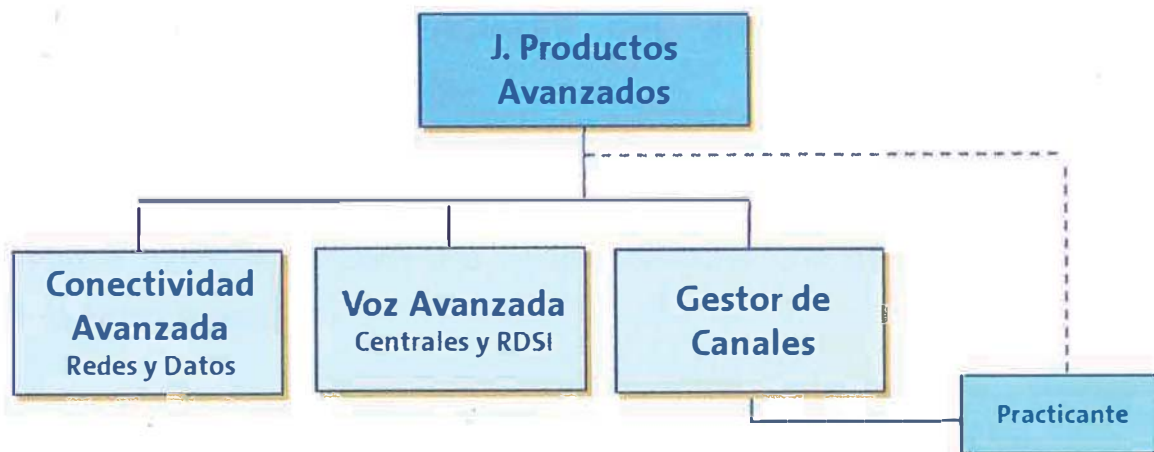 J. Productos
Avanzados
Conectividad
Avanzada
Redes y Datos
Voz Avanzada
Centrales y RDSI
Gestor de
Canales
Practicante